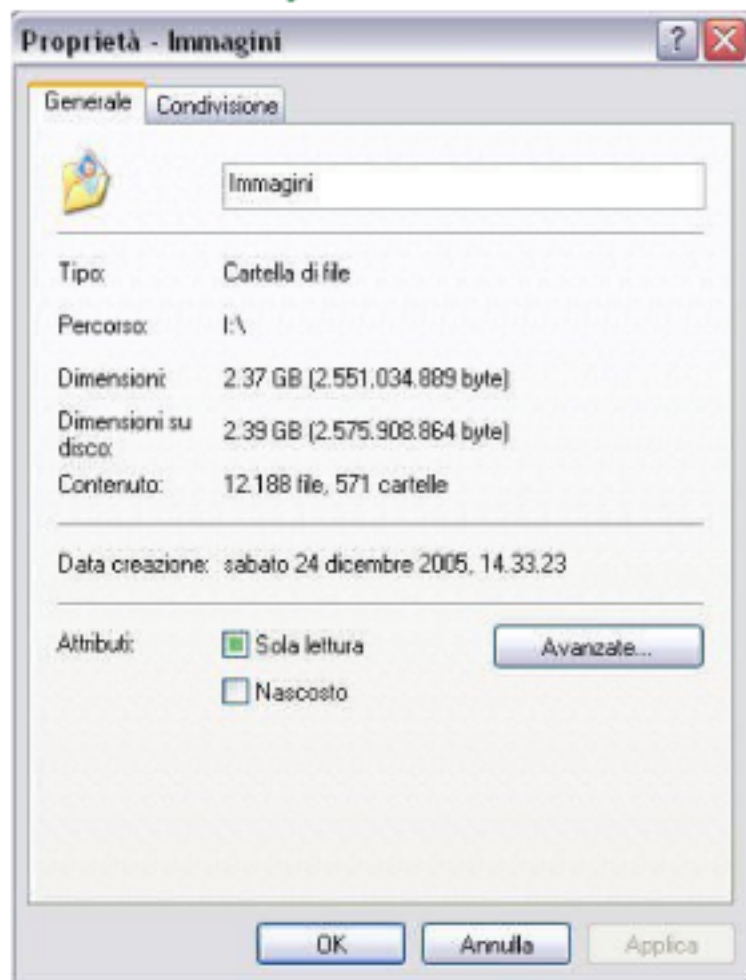 Proprietà - Immagini
Generale Condivisione
Immagini
Tipo: Cartella di file
Percorso: I:\
Dimensioni: 2.37 GB (2.551.034.889 byte)
Dimensioni su disco: 2.39 GB (2.575.908.864 byte)
Contenuto: 12.188 file, 571 cartelle
Data creazione: sabato 24 dicembre 2005, 14.33.23
Attributi: Sola lettura Avanzate...
Nascosto
OK Annulla Applica